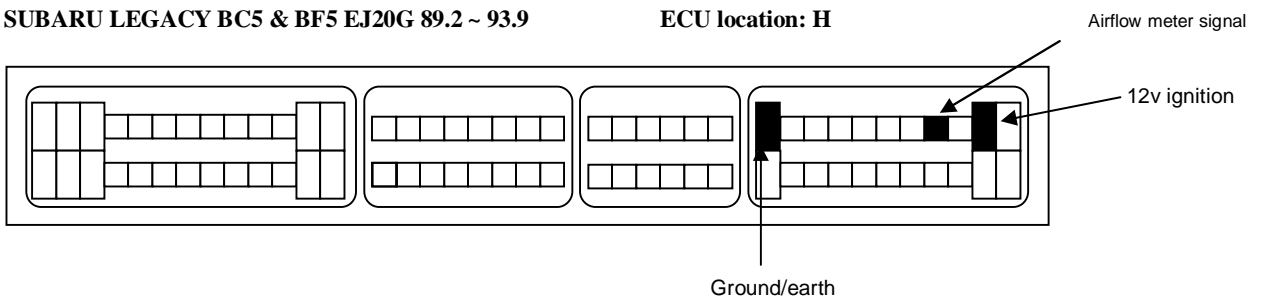 SUBARU LEGACY BC5 & BF5 EJ20G 89.2 ~ 93.9 ECU location: H
Airflow meter signal
12v ignition
Ground/earth